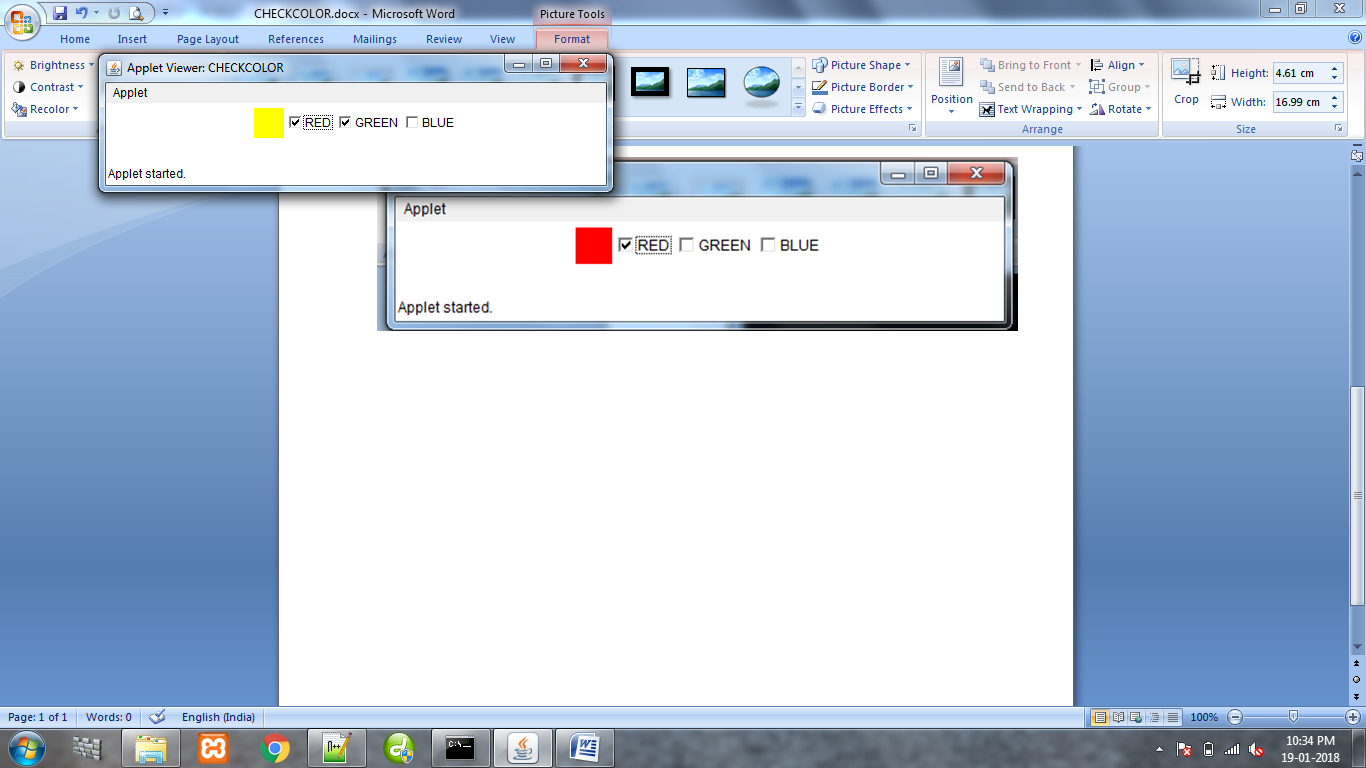 CHECKCOLOR.docx - Microsoft Word
Picture Tools
Home Insert Page Layout References Mailings Review View Format
Brightness
Contrast
Recolor
Picture Shape
Picture Border
Picture Effects
Position
Bring to Front
Send to Back
Text Wrapping
Align
Group
Rotate
Arrange
Crop
Height: 4.61 cm
Width: 16.99 cm
Size
Applet Viewer: CHECKCOLOR
Applet
RED GREEN BLUE
Applet started.
Applet
RED GREEN BLUE
Applet started.
Page: 1 of 1 Words: 0 English (India) 100%
10:34 PM
19-01-2018